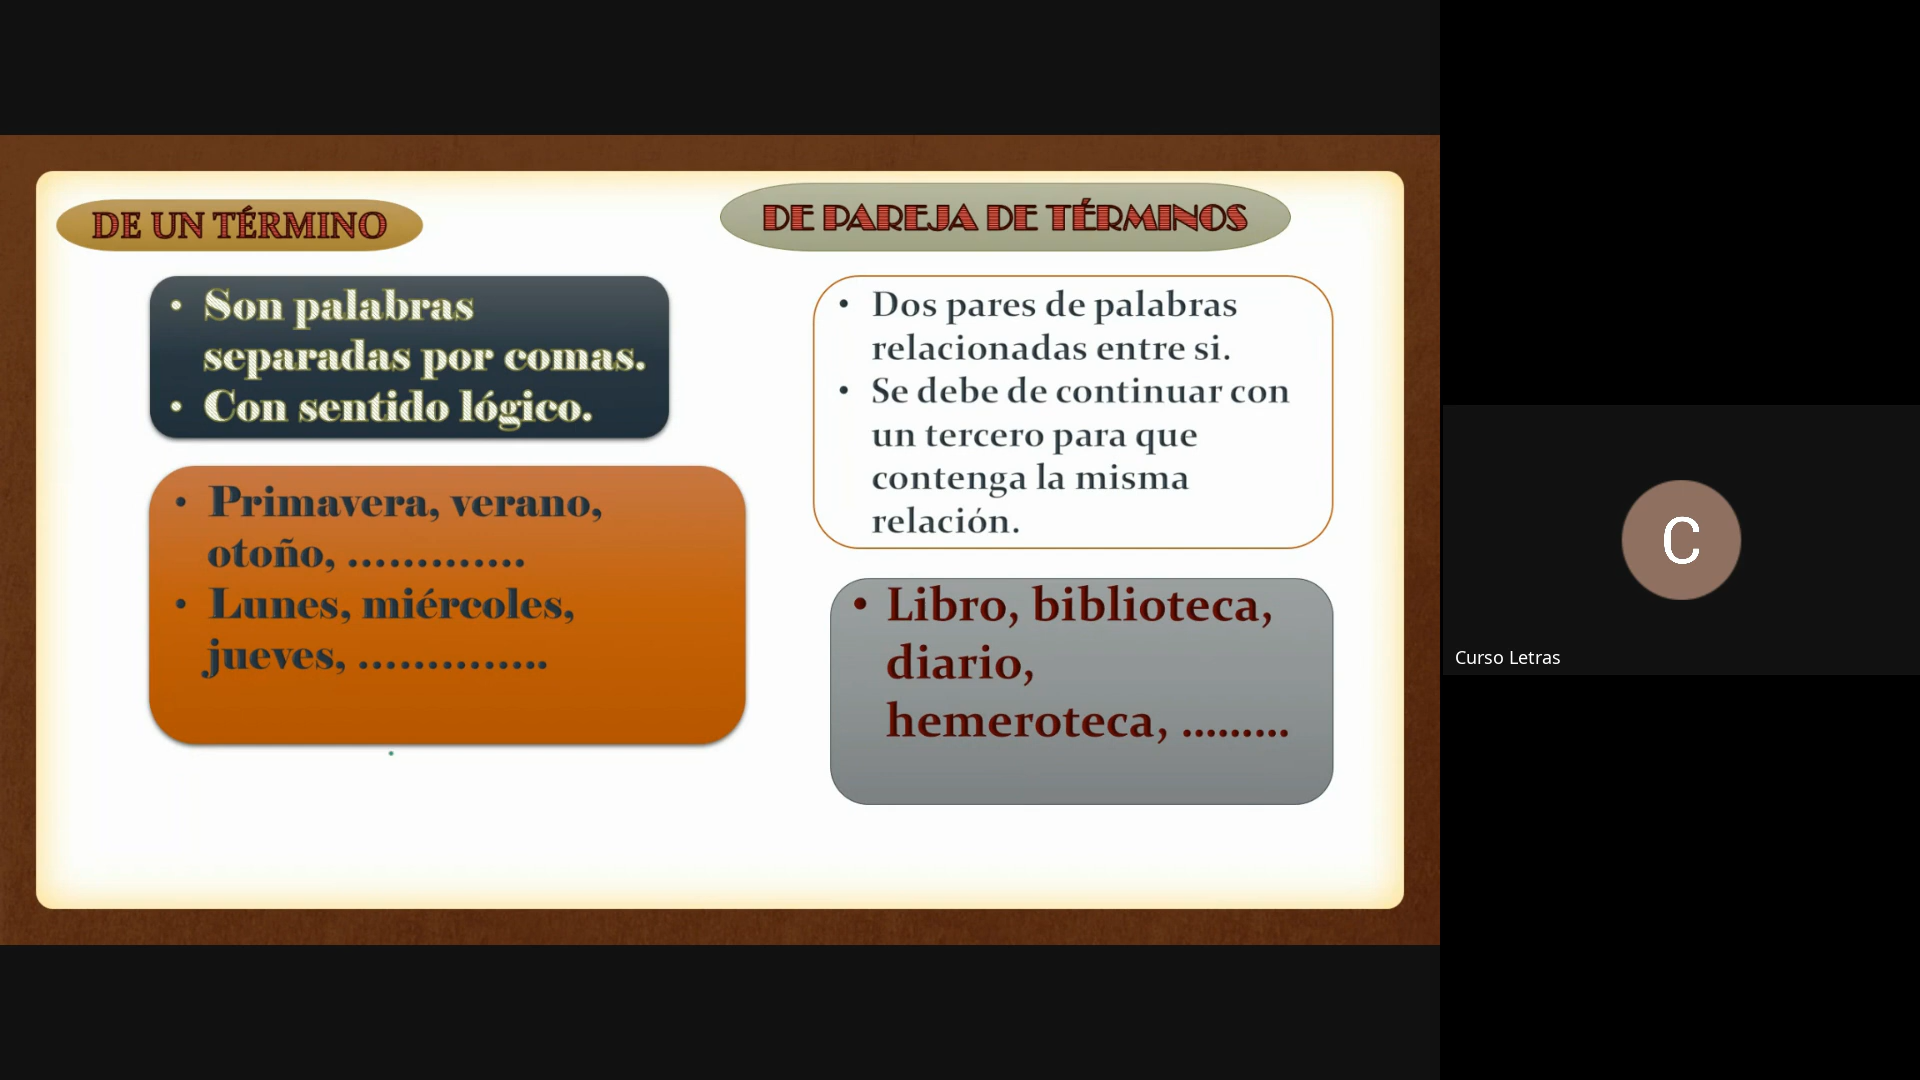 DE UN TÉRMINO
• Son palabras
separadas por comas.
• Con sentido lógico.
• Primavera, verano,
otoño, .............
• Lunes, miércoles,
jueves, ..............
DE PAREJA DE TÉRMINOS
• Dos pares de palabras
relacionadas entre si.
• Se debe de continuar con
un tercero para que
contenga la misma
relación.
• Libro, biblioteca,
diario,
hemeroteca, .........
C
Curso Letras